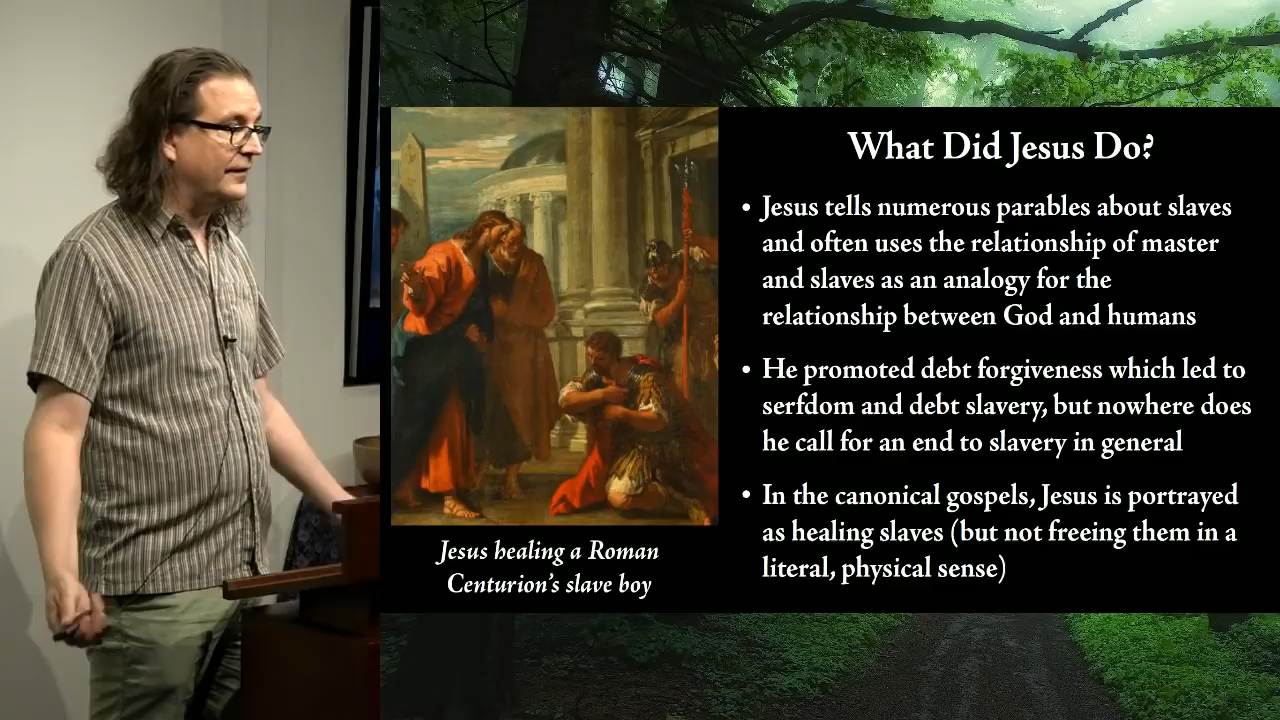 What Did Jesus Do?
• Jesus tells numerous parables about slaves
and often uses the relationship of master
and slaves as an analogy for the
relationship between God and humans
• He promoted debt forgiveness which led to
serfdom and debt slavery, but nowhere does
he call for an end to slavery in general
• In the canonical gospels, Jesus is portrayed
as healing slaves (but not freeing them in a
literal, physical sense)
Jesus healing a Roman
Centurion's slave boy